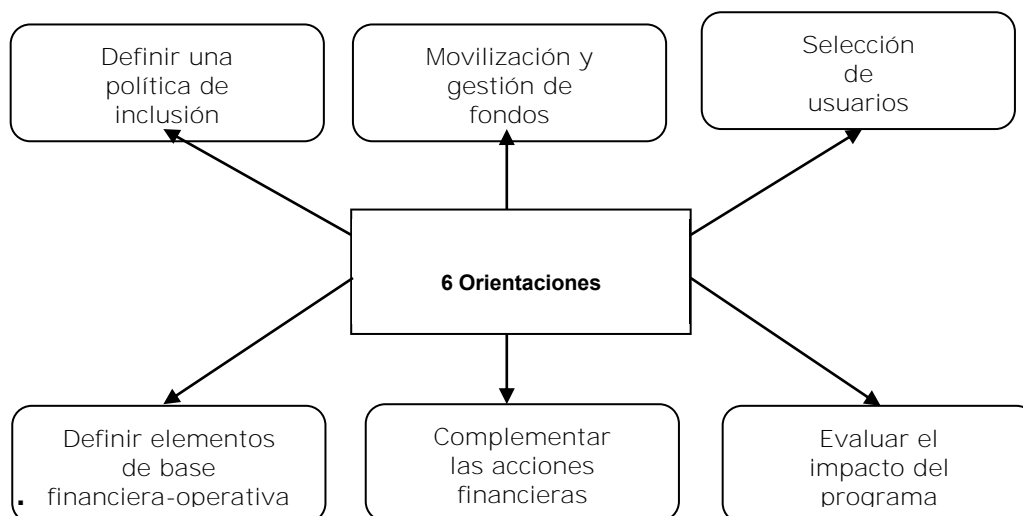 Definir una
política de
inclusión
Movilización y
gestión de
fondos
Selección
de
usuarios
6 Orientaciones
Definir elementos
de base
. financiera-operativa
Complementar
las acciones
financieras
Evaluar el
impacto del
programa